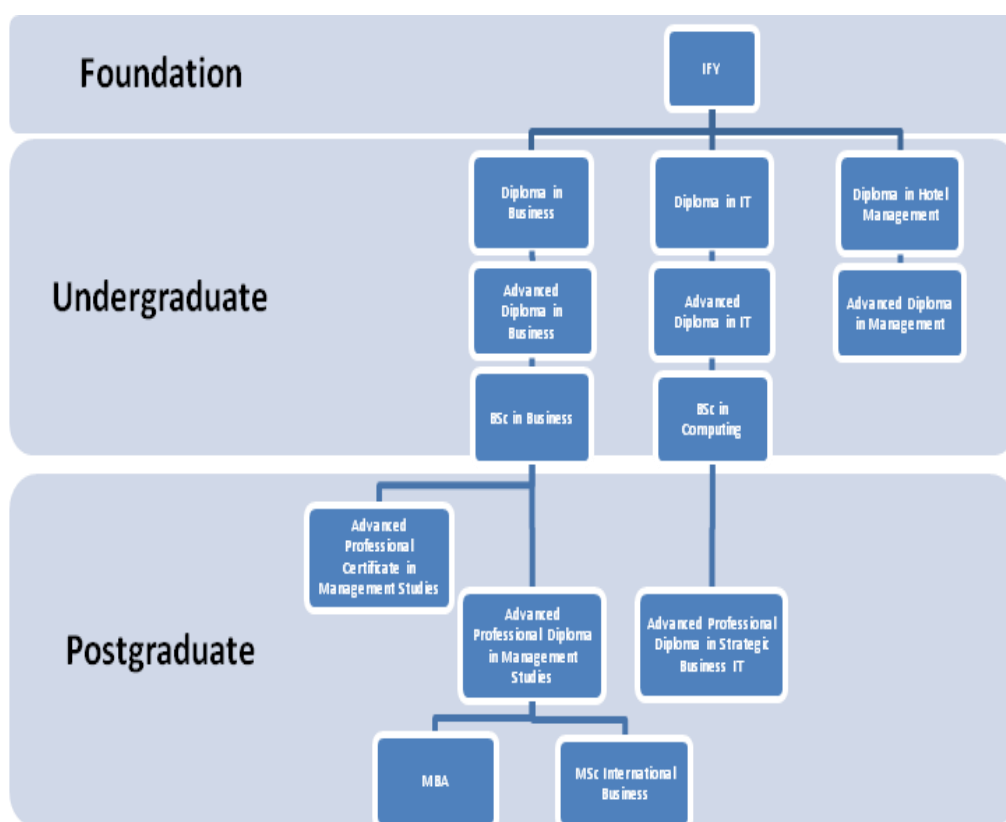 Foundation
IFY
Undergraduate
Diploma in
Business
Diploma in IT
Diploma in Hotel
Management
Advanced
Diploma in
Business
Advanced
Diploma in IT
Advanced Diploma
in Management
BSc in Business
BSc in
Computing
Postgraduate
Advanced
Professional
Certificate in
Management Studies
Advanced
Professional Diploma
in Management
Studies
Advanced Professional
Diploma in Strategic
Business IT
MBA
MSc International
Business